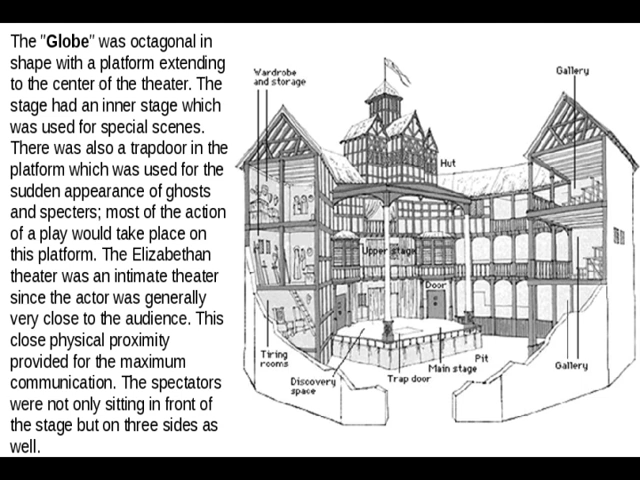 The "Globe" was octagonal in
shape with a platform extending
to the center of the theater. The
stage had an inner stage which
was used for special scenes.
There was also a trapdoor in the
platform which was used for the
sudden appearance of ghosts
and specters; most of the action
of a play would take place on
this platform. The Elizabethan
theater was an intimate theater
since the actor was generally
very close to the audience. This
close physical proximity
provided for the maximum
communication. The spectators
were not only sitting in front of
the stage but on three sides as
well.
Wardrobe
and storage
Gallery
Hut
Upper stage
Door
Tiring
rooms
Discovery
space
Trap door
Main stage
Pit
Gallery